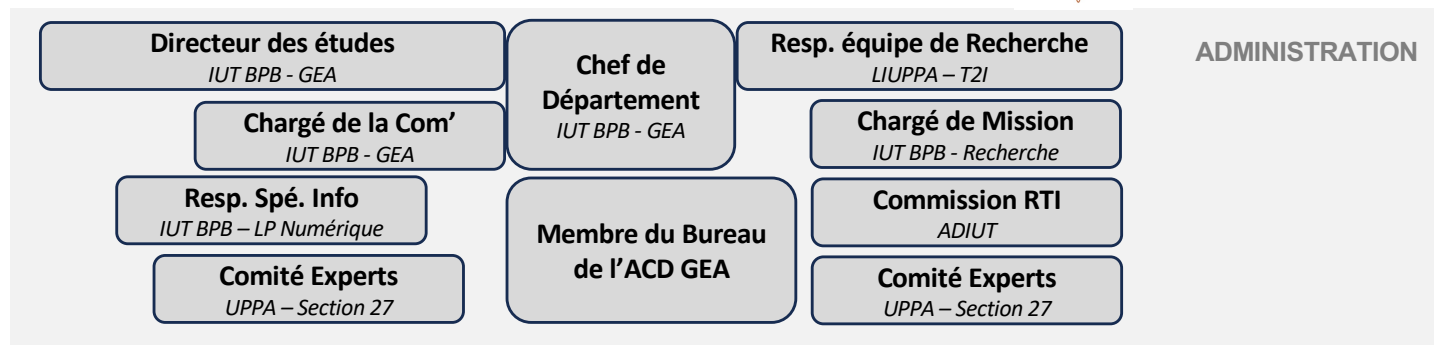 Directeur des études
IUT BPB - GEA
Chargé de la Com’
IUT BPB - GEA
Resp. Spé. Info
IUT BPB – LP Numérique
Comité Experts
UPPA – Section 27
Chef de
Département
IUT BPB - GEA
Membre du Bureau
de l’ACD GEA
Resp. équipe de Recherche
LIUPPA – T2I
Chargé de Mission
IUT BPB - Recherche
Commission RTI
ADIUT
Comité Experts
UPPA – Section 27
ADMINISTRATION